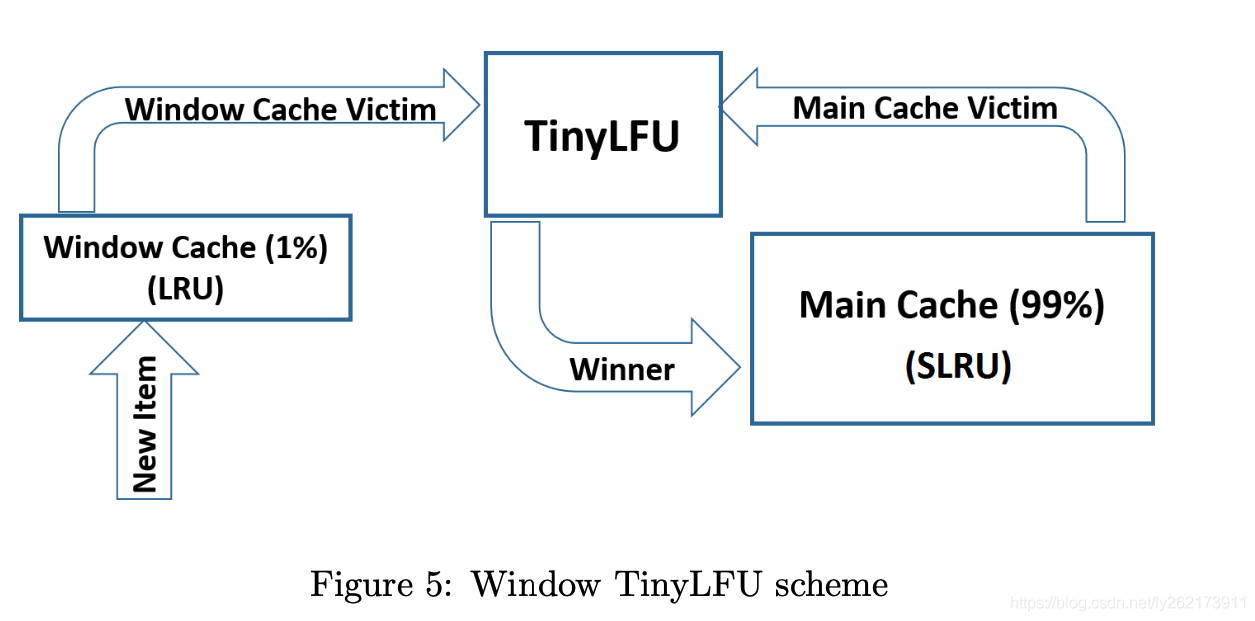 Window Cache Victim
TinyLFU
Main Cache Victim
Window Cache (1%)
(LRU)
Main Cache (99%)
(SLRU)
Winner
New Item
Figure 5: Window TinyLFU scheme
https://blog.csdn.net/ly262173911